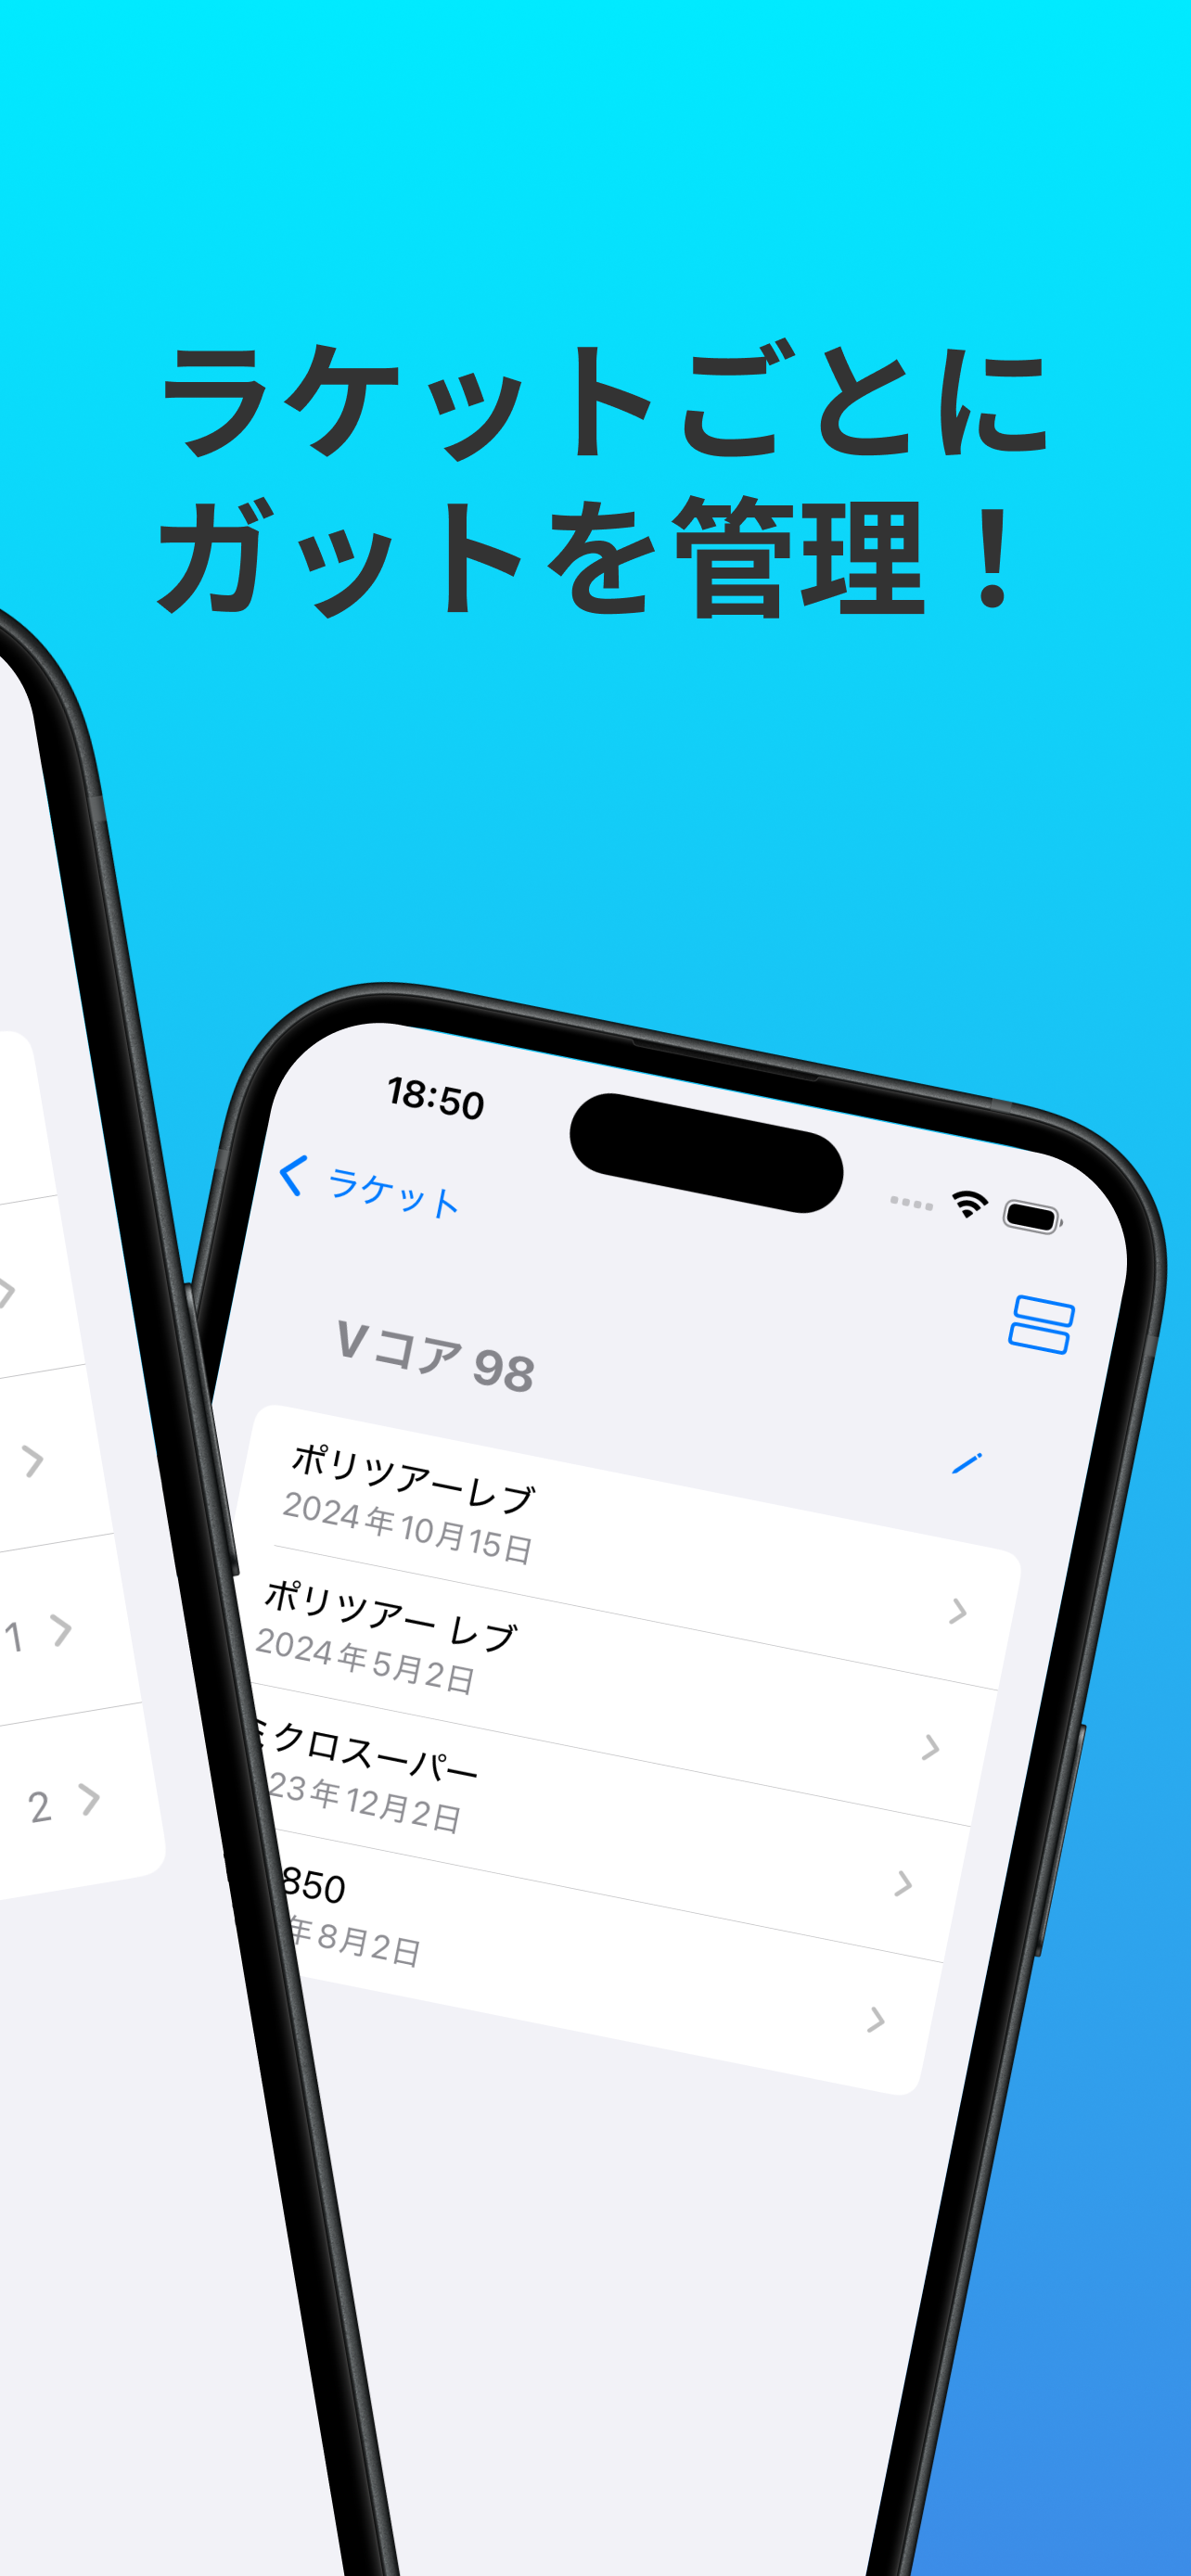 ラケットごとに
ガットを管理！
18:50
ラケット
Vコア 98
ポリツアーレブ
2024年10月15日
ポリツアー レブ
2024年5月2日
ミクロスーパー
23年12月2日
850
年8月2日
1
2